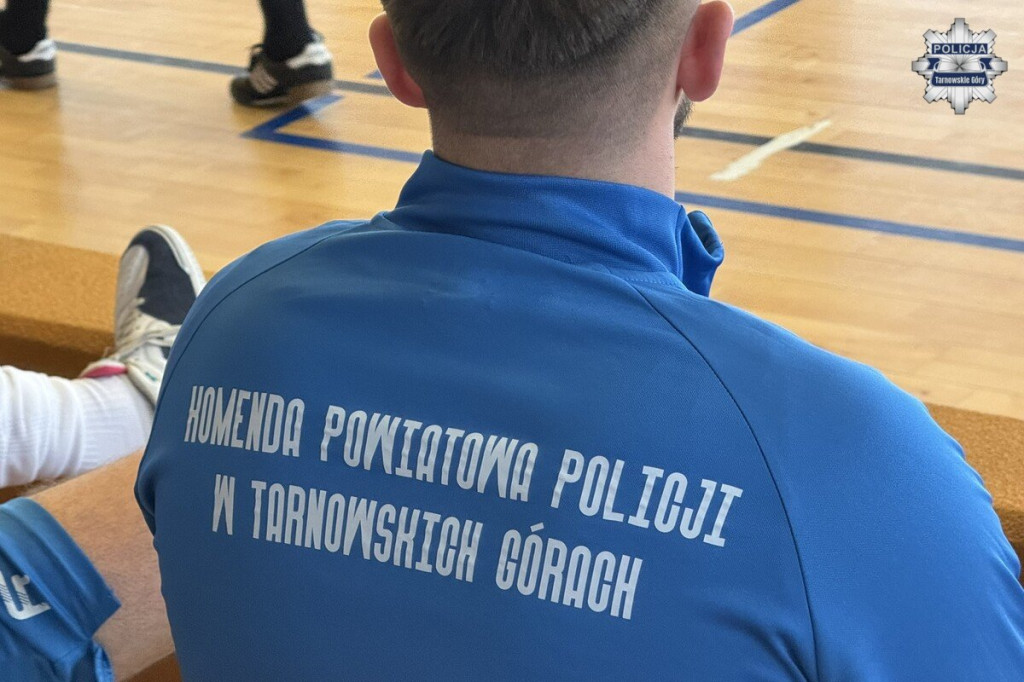 POLICJA
Tarnowskie Góry
KOMENDA POWIATOWA POLICJI
W TARNOWSKICH GÓRACH